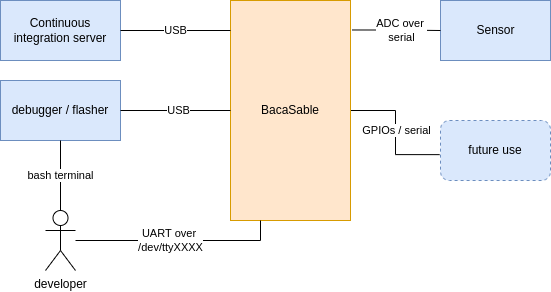 Continuous
integration server
USB
BacaSable
ADC over
serial
Sensor
debugger / flasher
USB
GPIOs / serial
future use
bash terminal
UART over
/dev/ttyXXXX
developer